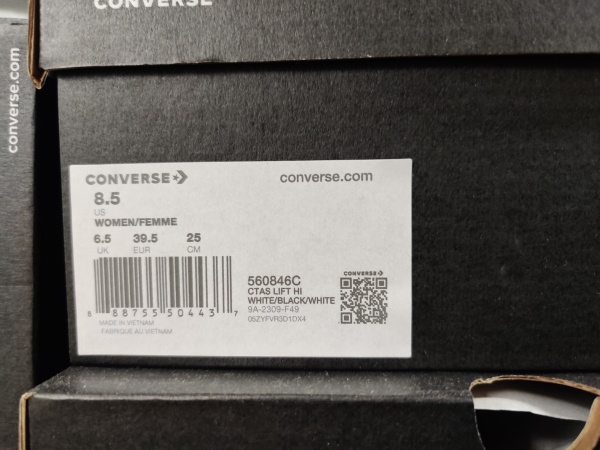 CONVERSE
converse.com
CONVERSE
converse.com
8.5
US
WOMEN/FEMME
6.5 39.5 25
UK EUR CM
560846C
CTAS LIFT HI
WHITE/BLACK/WHITE
9A-2309-F49
05ZYFVR3D1DX4
CONVERSE
8 88755 50443 7
MADE IN VIETNAM
FABRIQUE AU VIETNAM